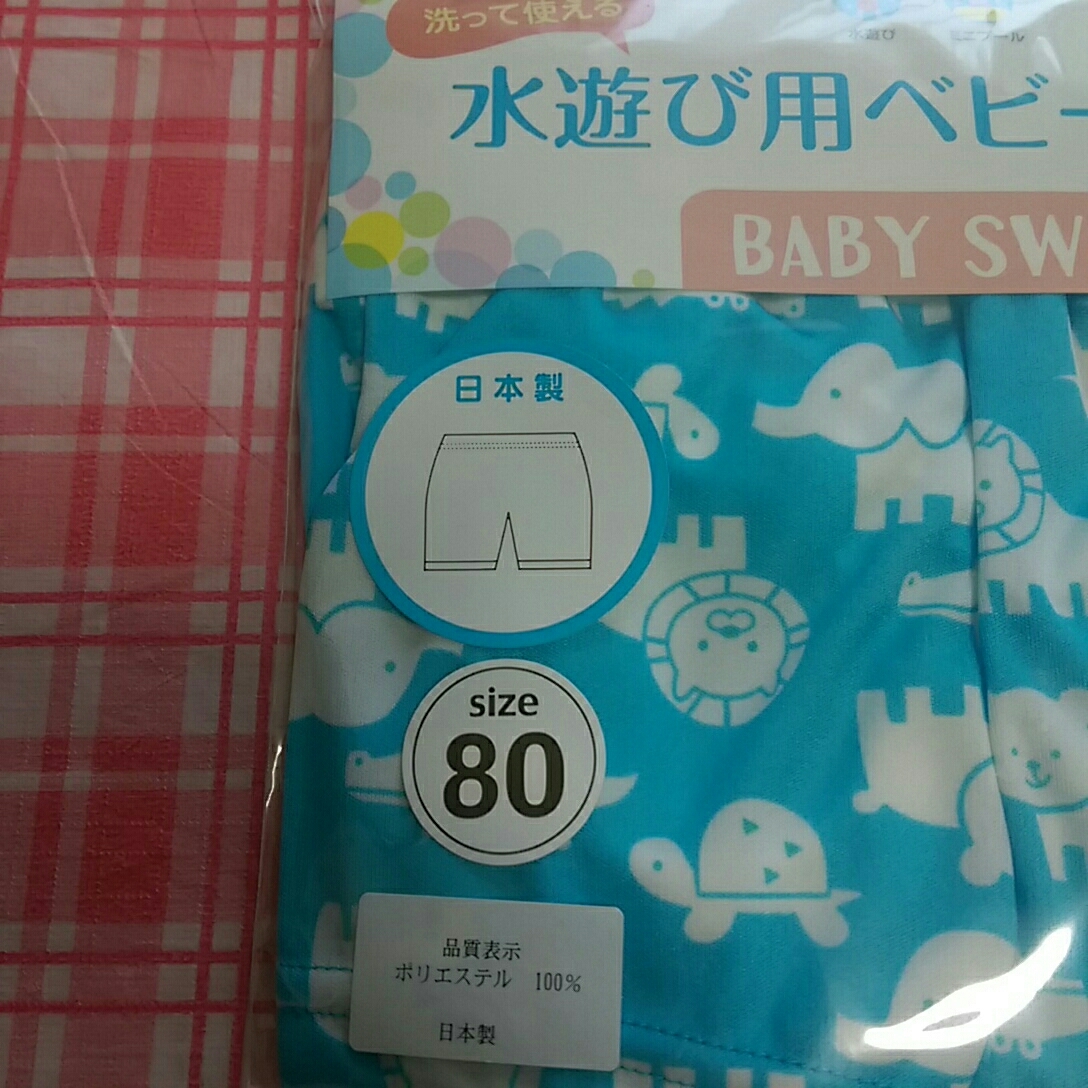 洗って使える
水遊び
ミニプール
水遊び用ベビー
BABY SW
日本製
size
80
品質表示
ポリエステル 100%
日本製